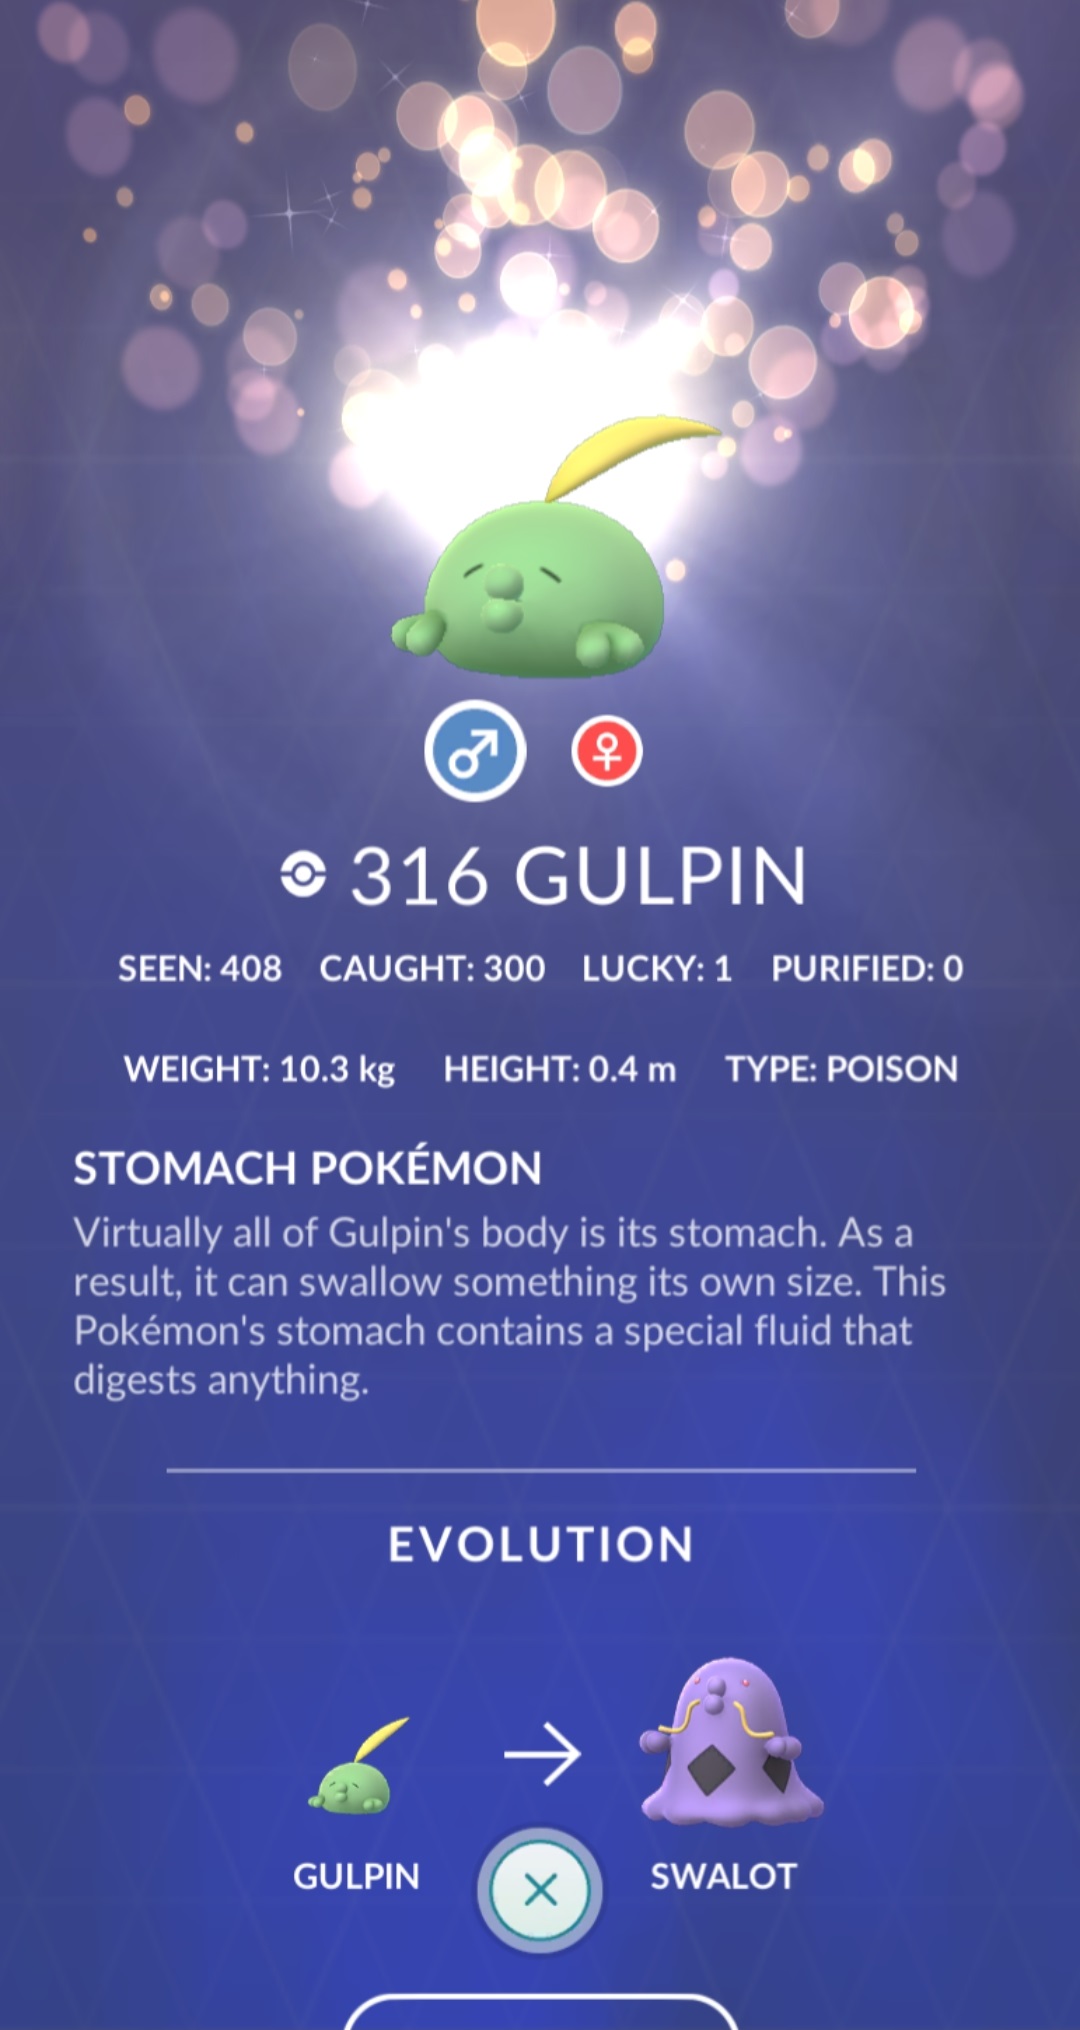 316 GULPIN
SEEN: 408 CAUGHT: 300 LUCKY: 1 PURIFIED: 0
WEIGHT: 10.3 kg HEIGHT: 0.4 m TYPE: POISON
STOMACH POKÉMON
Virtually all of Gulpin's body is its stomach. As a
result, it can swallow something its own size. This
Pokémon's stomach contains a special fluid that
digests anything.
EVOLUTION
GULPIN SWALOT